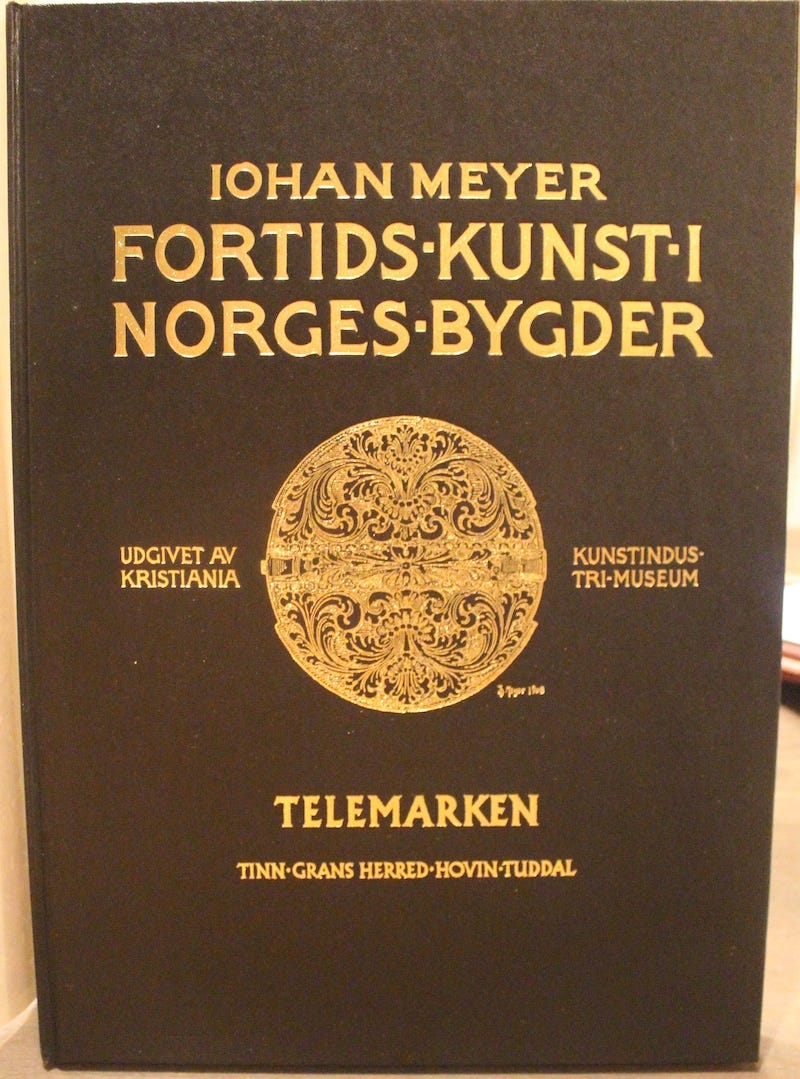 IOHAN MEYER
FORTIDS·KUNST·I
NORGES·BYGDER
UDGIVET AV
KRISTIANIA
KUNSTINDUS-
TRI-MUSEUM
TELEMARKEN
TINN·GRANS HERRED·HOVIN·TUDDAL